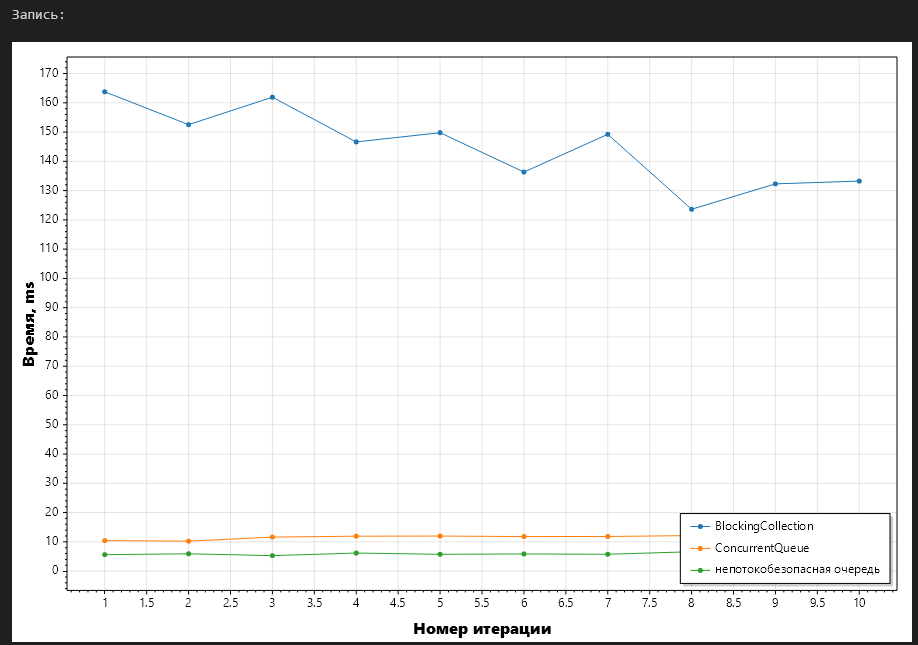 Запись:
170
160
150
140
130
120
110
100
90
80
70
60
50
40
30
20
10
0
Время, ms
BlockingCollection
ConcurrentQueue
непотокобезопасная очередь
1 1.5 2 2.5 3 3.5 4 4.5 5 5.5 6 6.5 7 7.5 8 8.5 9 9.5 10
Номер итерации